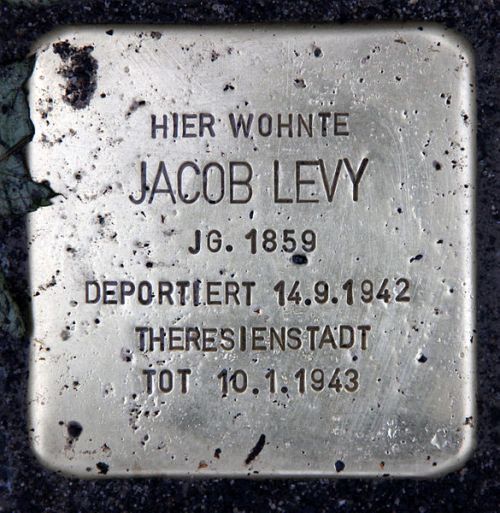 HIER WOHNTE
JACOB LEVY
JG. 1859
DEPORTIERT 14.9.1942
THERESIENSTADT
TOT 10.1.1943